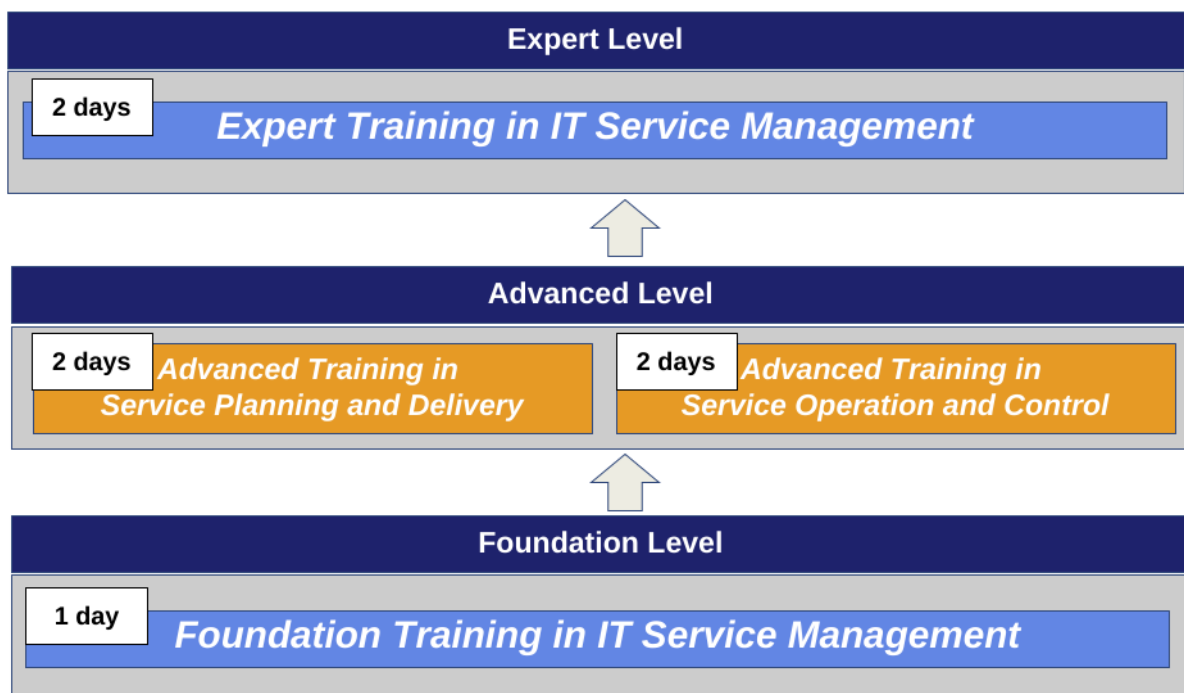 Expert Level
2 days
Expert Training in IT Service Management
Advanced Level
2 days
Advanced Training in
Service Planning and Delivery
2 days
Advanced Training in
Service Operation and Control
Foundation Level
1 day
Foundation Training in IT Service Management